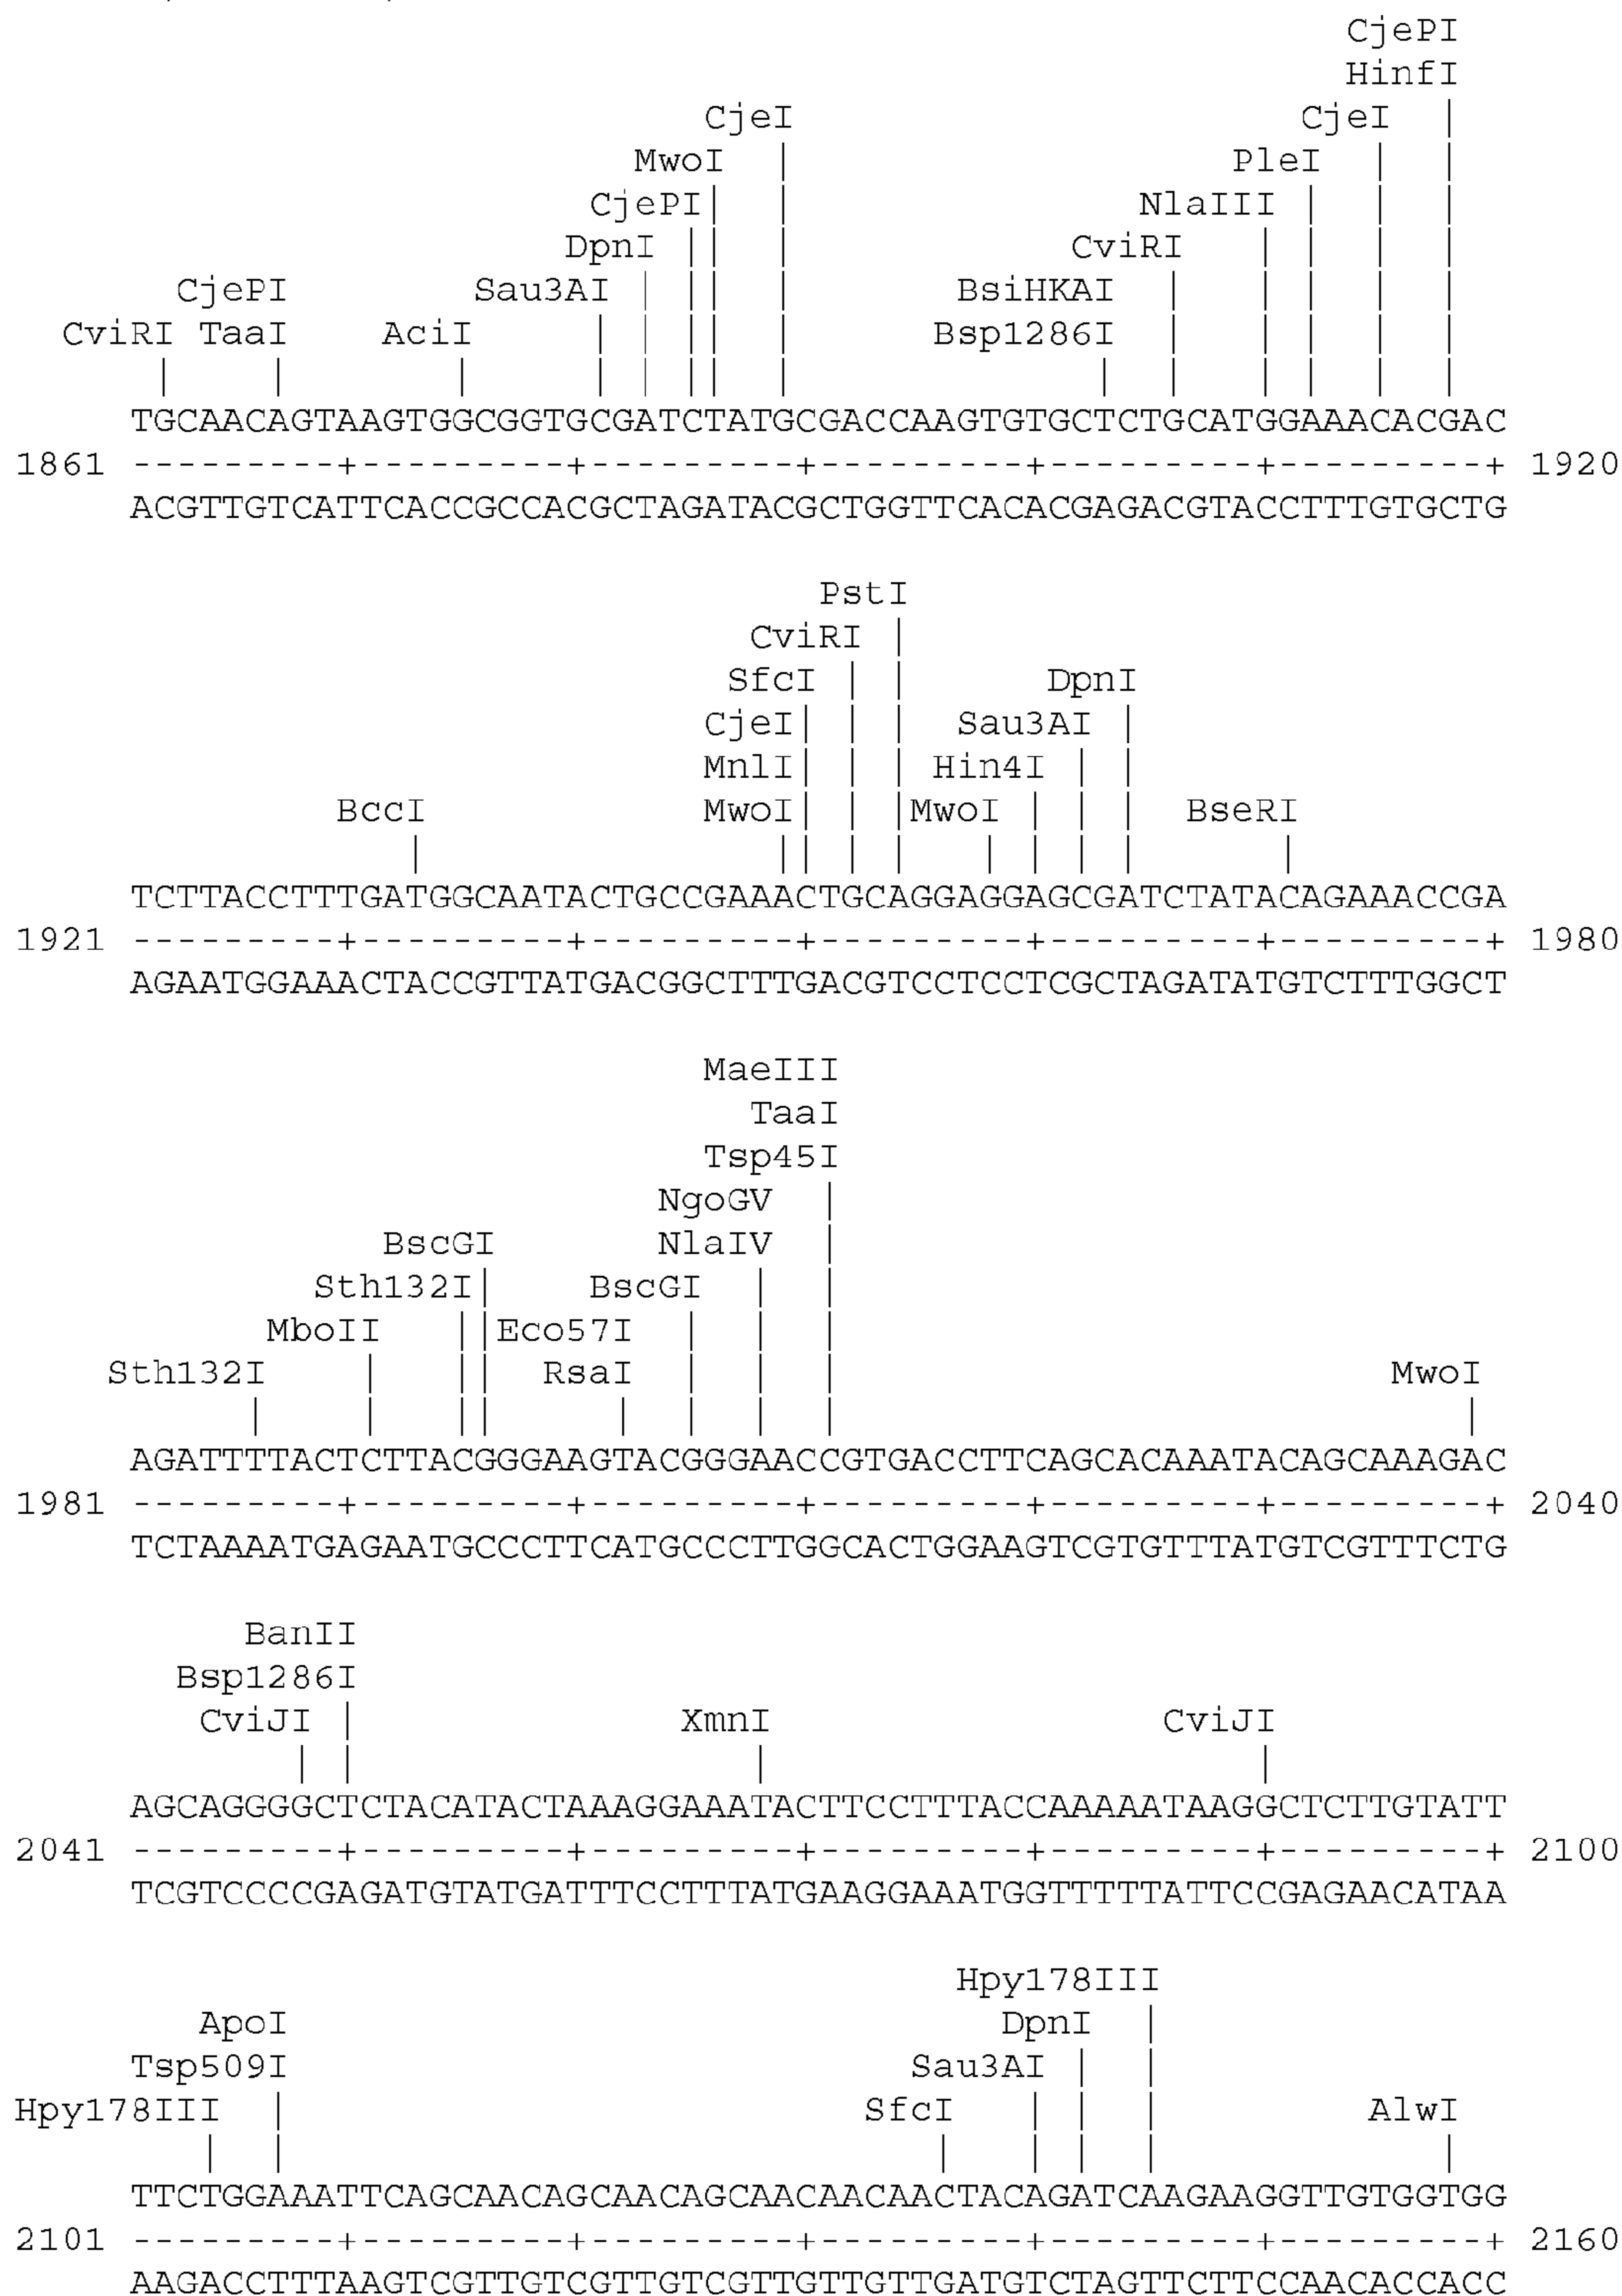 CjePI
HinfI
CjeI |
MwoI | PleI | |
CjePI| | NlaIII | | |
DpnI || | CviRI | | | |
CjePI Sau3AI | || | BsiHKAI | | | | |
CviRI TaaI AciI | | || | Bsp1286I | | | | |
| | | | | || | | | | | | |
TGCAACAGTAAGTGGCGGTGCGATCTATGCGACCAAGTGTGCTCTGCATGGAAACACGAC
1861 ---------+---------+---------+---------+---------+---------+ 1920
ACGTTGTCATTCACCGCCACGCTAGATACGCTGGTTCACACGAGACGTACCTTTGTGCTG
PstI
CviRI |
SfcI | | DpnI
CjeI| | | Sau3AI |
MnlI| | | Hin4I | |
BccI MwoI| | |MwoI | | | BseRI
| || | | | | | | |
TCTTACCTTTGATGGCAATACTGCCGAAACTGCAGGAGGAGCGATCTATACAGAAACCGA
1921 ---------+---------+---------+---------+---------+---------+ 1980
AGAATGGAAACTACCGTTATGACGGCTTTGACGTCCTCCTCGCTAGATATGTCTTTGGCT
MaeIII
TaaI
Tsp45I
NgoGV |
BscGI NlaIV |
Sth132I| BscGI | |
MboII ||Eco57I | | |
Sth132I | || RsaI | | | MwoI
| | || | | | | |
AGATTTTACTCTTACGGGAAGTACGGGAACCGTGACCTTCAGCACAAATACAGCAAAGAC
1981 ---------+---------+---------+---------+---------+---------+ 2040
TCTAAAATGAGAATGCCCTTCATGCCCTTGGCACTGGAAGTCGTGTTTATGTCGTTTCTG
BanII
Bsp1286I
CviJI | XmnI CviJI
| | | |
AGCAGGGGCTCTACATACTAAAGGAAATACTTCCTTTACCAAAAATAAGGCTCTTGTATT
2041 ---------+---------+---------+---------+---------+---------+ 2100
TCGTCCCCGAGATGTATGATTTCCTTTATGAAGGAAATGGTTTTTATTCCGAGAACATAA
Hpy178III
ApoI DpnI |
Tsp509I Sau3AI | |
Hpy178III | SfcI | | | AlwI
| | | | | | |
TTCTGGAAATTCAGCAACAGCAACAGCAACAACAACTACAGATCAAGAAGGTTGTGGTGG
2101 ---------+---------+---------+---------+---------+---------+ 2160
AAGACCTTTAAGTCGTTGTCGTTGTCGTTGTTGTTGATGTCTAGTTCTTCCAACACCACC